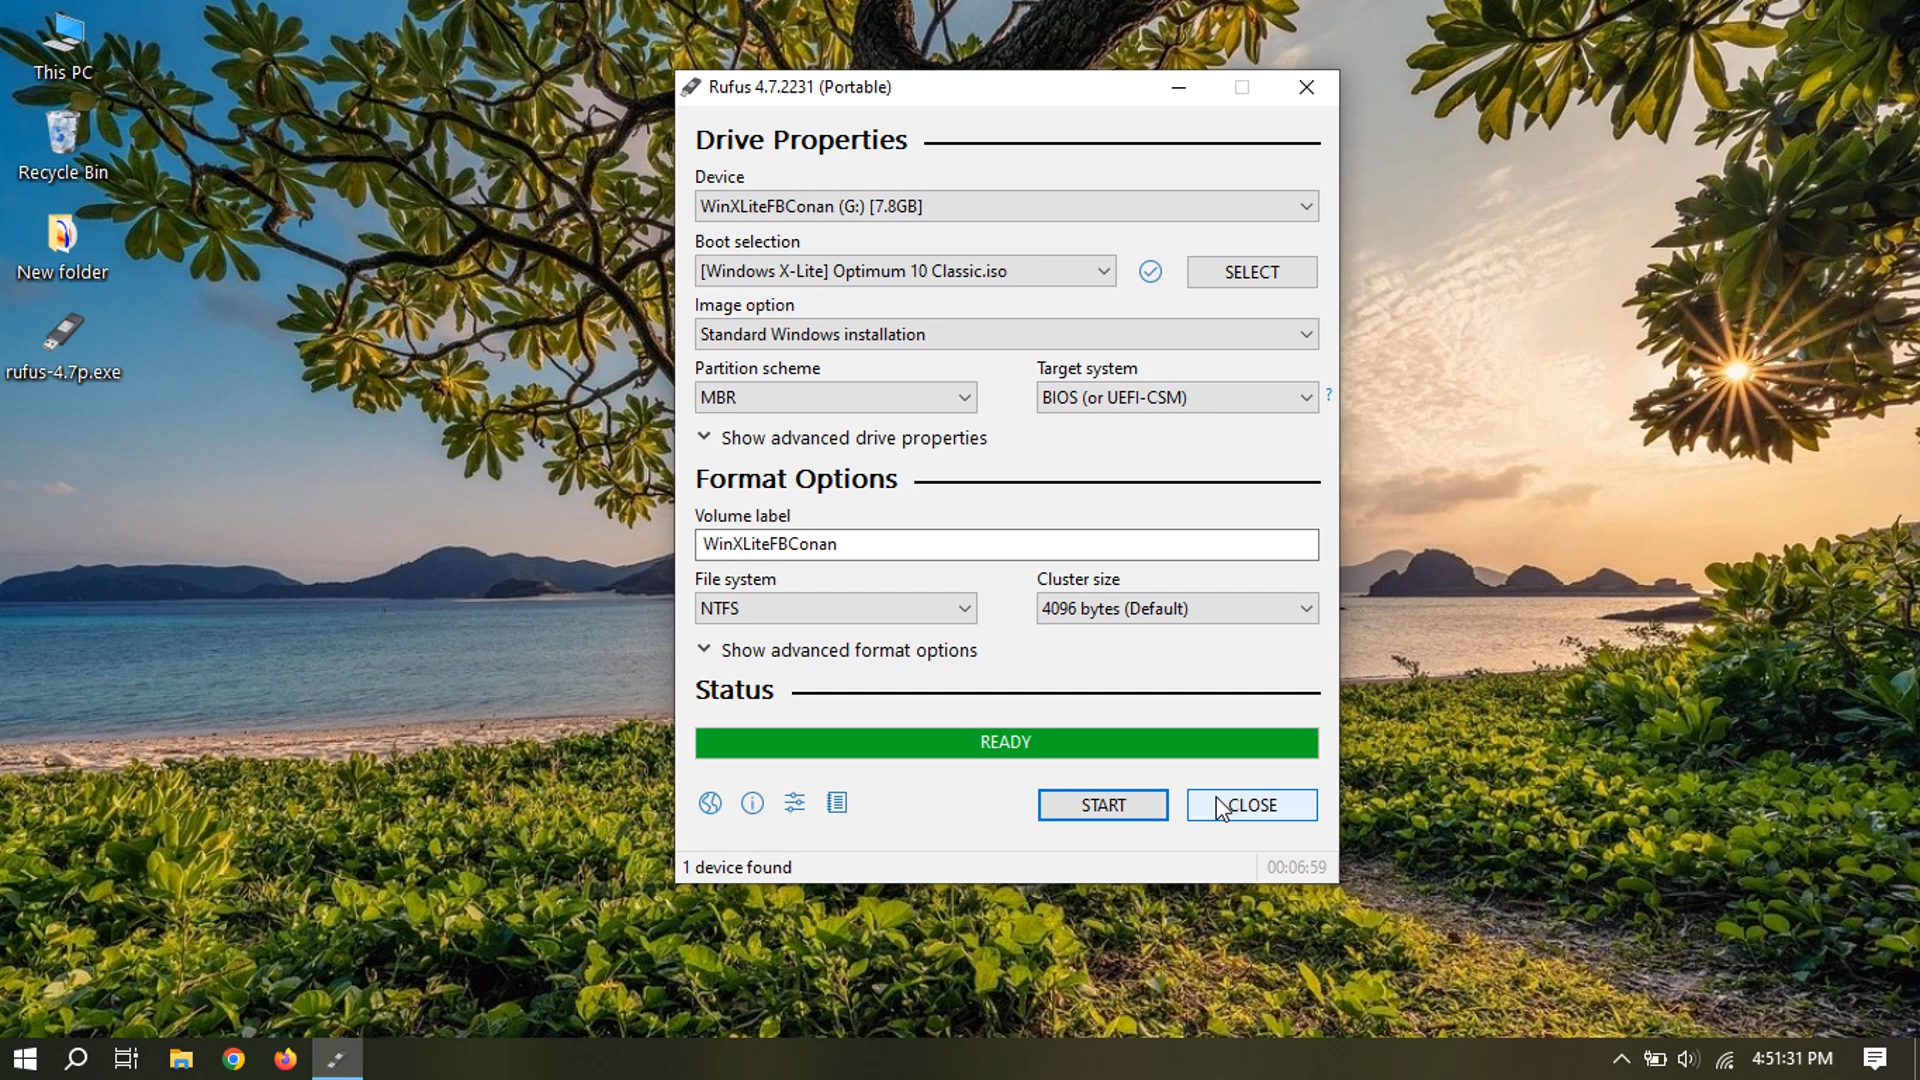 This PC
Recycle Bin
New folder
rufus-4.7p.exe
Rufus 4.7.2231 (Portable)
Drive Properties
Device
WinXLiteFBConan (G:) [7.8GB]
Boot selection
[Windows X-Lite] Optimum 10 Classic.iso
SELECT
Image option
Standard Windows installation
Partition scheme
Target system
MBR
BIOS (or UEFI-CSM)
?
Show advanced drive properties
Format Options
Volume label
WinXLiteFBConan
File system
Cluster size
NTFS
4096 bytes (Default)
Show advanced format options
Status
READY
START
CLOSE
1 device found
00:06:59
4:51:31 PM